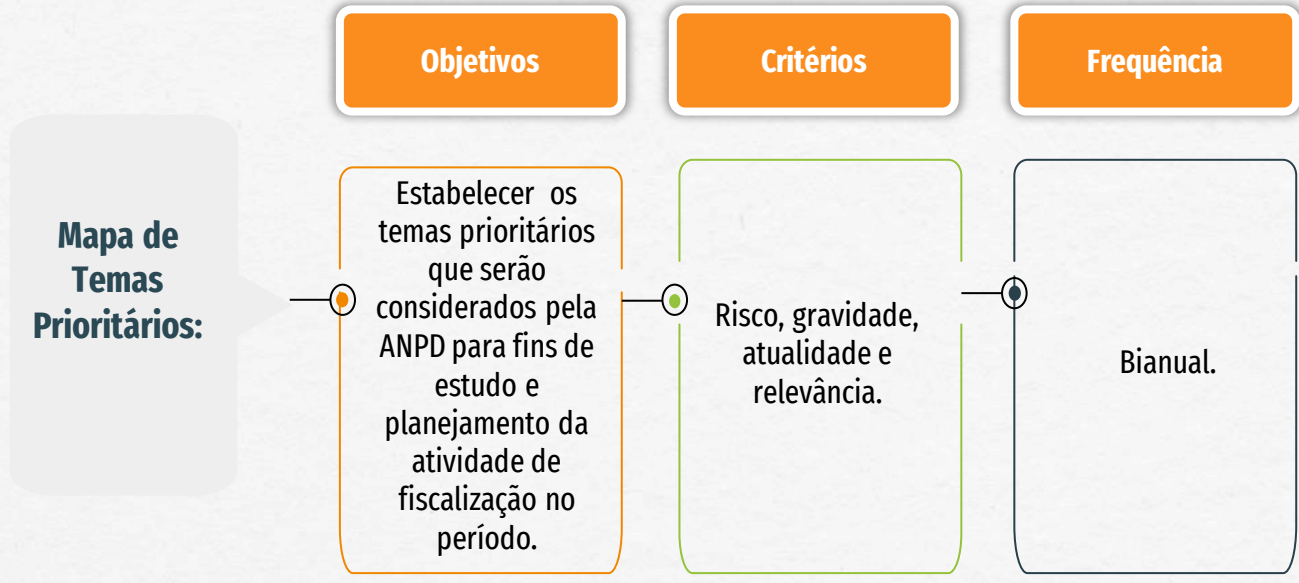 Objetivos
Critérios
Frequência
Mapa de
Temas
Prioritários:
Estabelecer os
temas prioritários
que serão
considerados pela
ANPD para fins de
estudo e
planejamento da
atividade de
fiscalização no
período.
Risco, gravidade,
atualidade e
relevância.
Bianual.